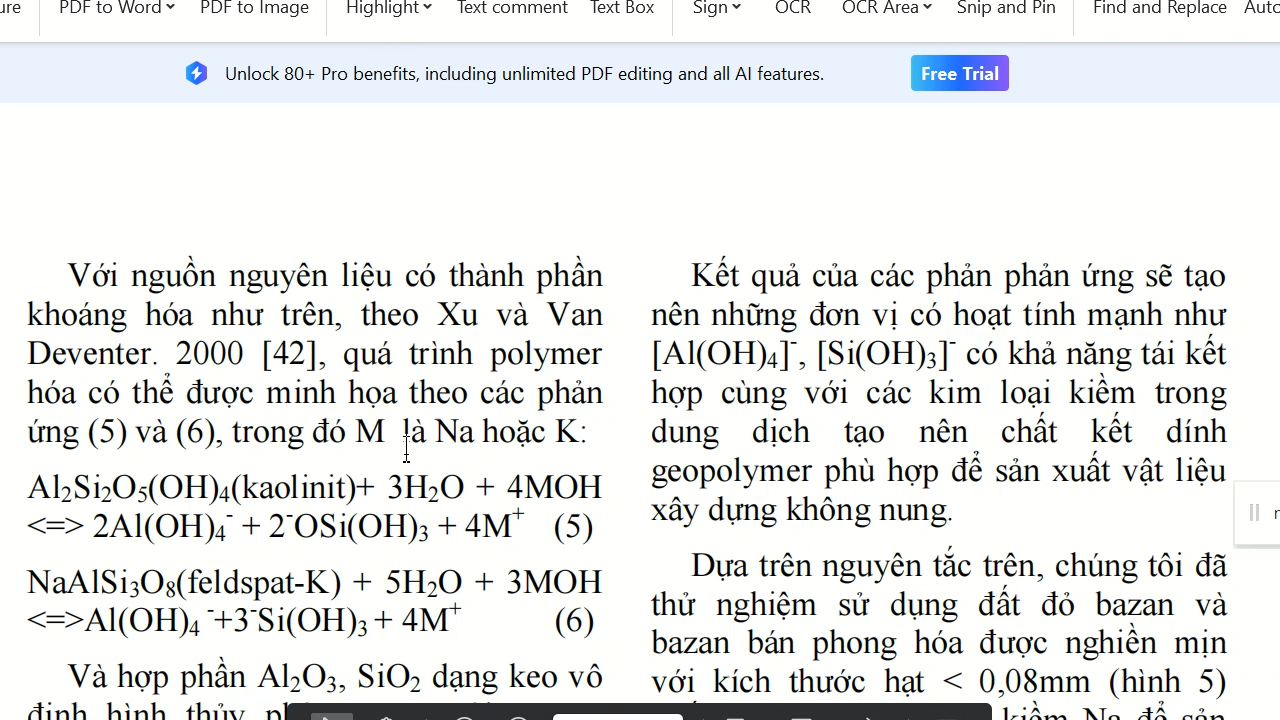 PDF to Word PDF to Image Highlight Text comment Text Box Sign OCR OCR Area Snip and Pin Find and Replace
Unlock 80+ Pro benefits, including unlimited PDF editing and all AI features. Free Trial
Với nguồn nguyên liệu có thành phần
khoáng hóa như trên, theo Xu và Van
Deventer. 2000 [42], quá trình polymer
hóa có thể được minh họa theo các phản
ứng (5) và (6), trong đó M là Na hoặc K:
Al₂Si₂O₅(OH)₄(kaolinit)+ 3H₂O + 4MOH
<=> 2Al(OH)₄⁻ + 2⁻OSi(OH)₃ + 4M⁺ (5)
NaAlSi₃O₈(feldspat-K) + 5H₂O + 3MOH
<=>Al(OH)₄ ⁻+3⁻Si(OH)₃ + 4M⁺ (6)
Và hợp phần Al₂O₃, SiO₂ dạng keo vô
định hình thủy
Kết quả của các phản phản ứng sẽ tạo
nên những đơn vị có hoạt tính mạnh như
[Al(OH)₄]⁻, [Si(OH)₃]⁻ có khả năng tái kết
hợp cùng với các kim loại kiềm trong
dung dịch tạo nên chất kết dính
geopolymer phù hợp để sản xuất vật liệu
xây dựng không nung.
Dựa trên nguyên tắc trên, chúng tôi đã
thử nghiệm sử dụng đất đỏ bazan và
bazan bán phong hóa được nghiền mịn
với kích thước hạt < 0,08mm (hình 5)
kiềm Na để sản